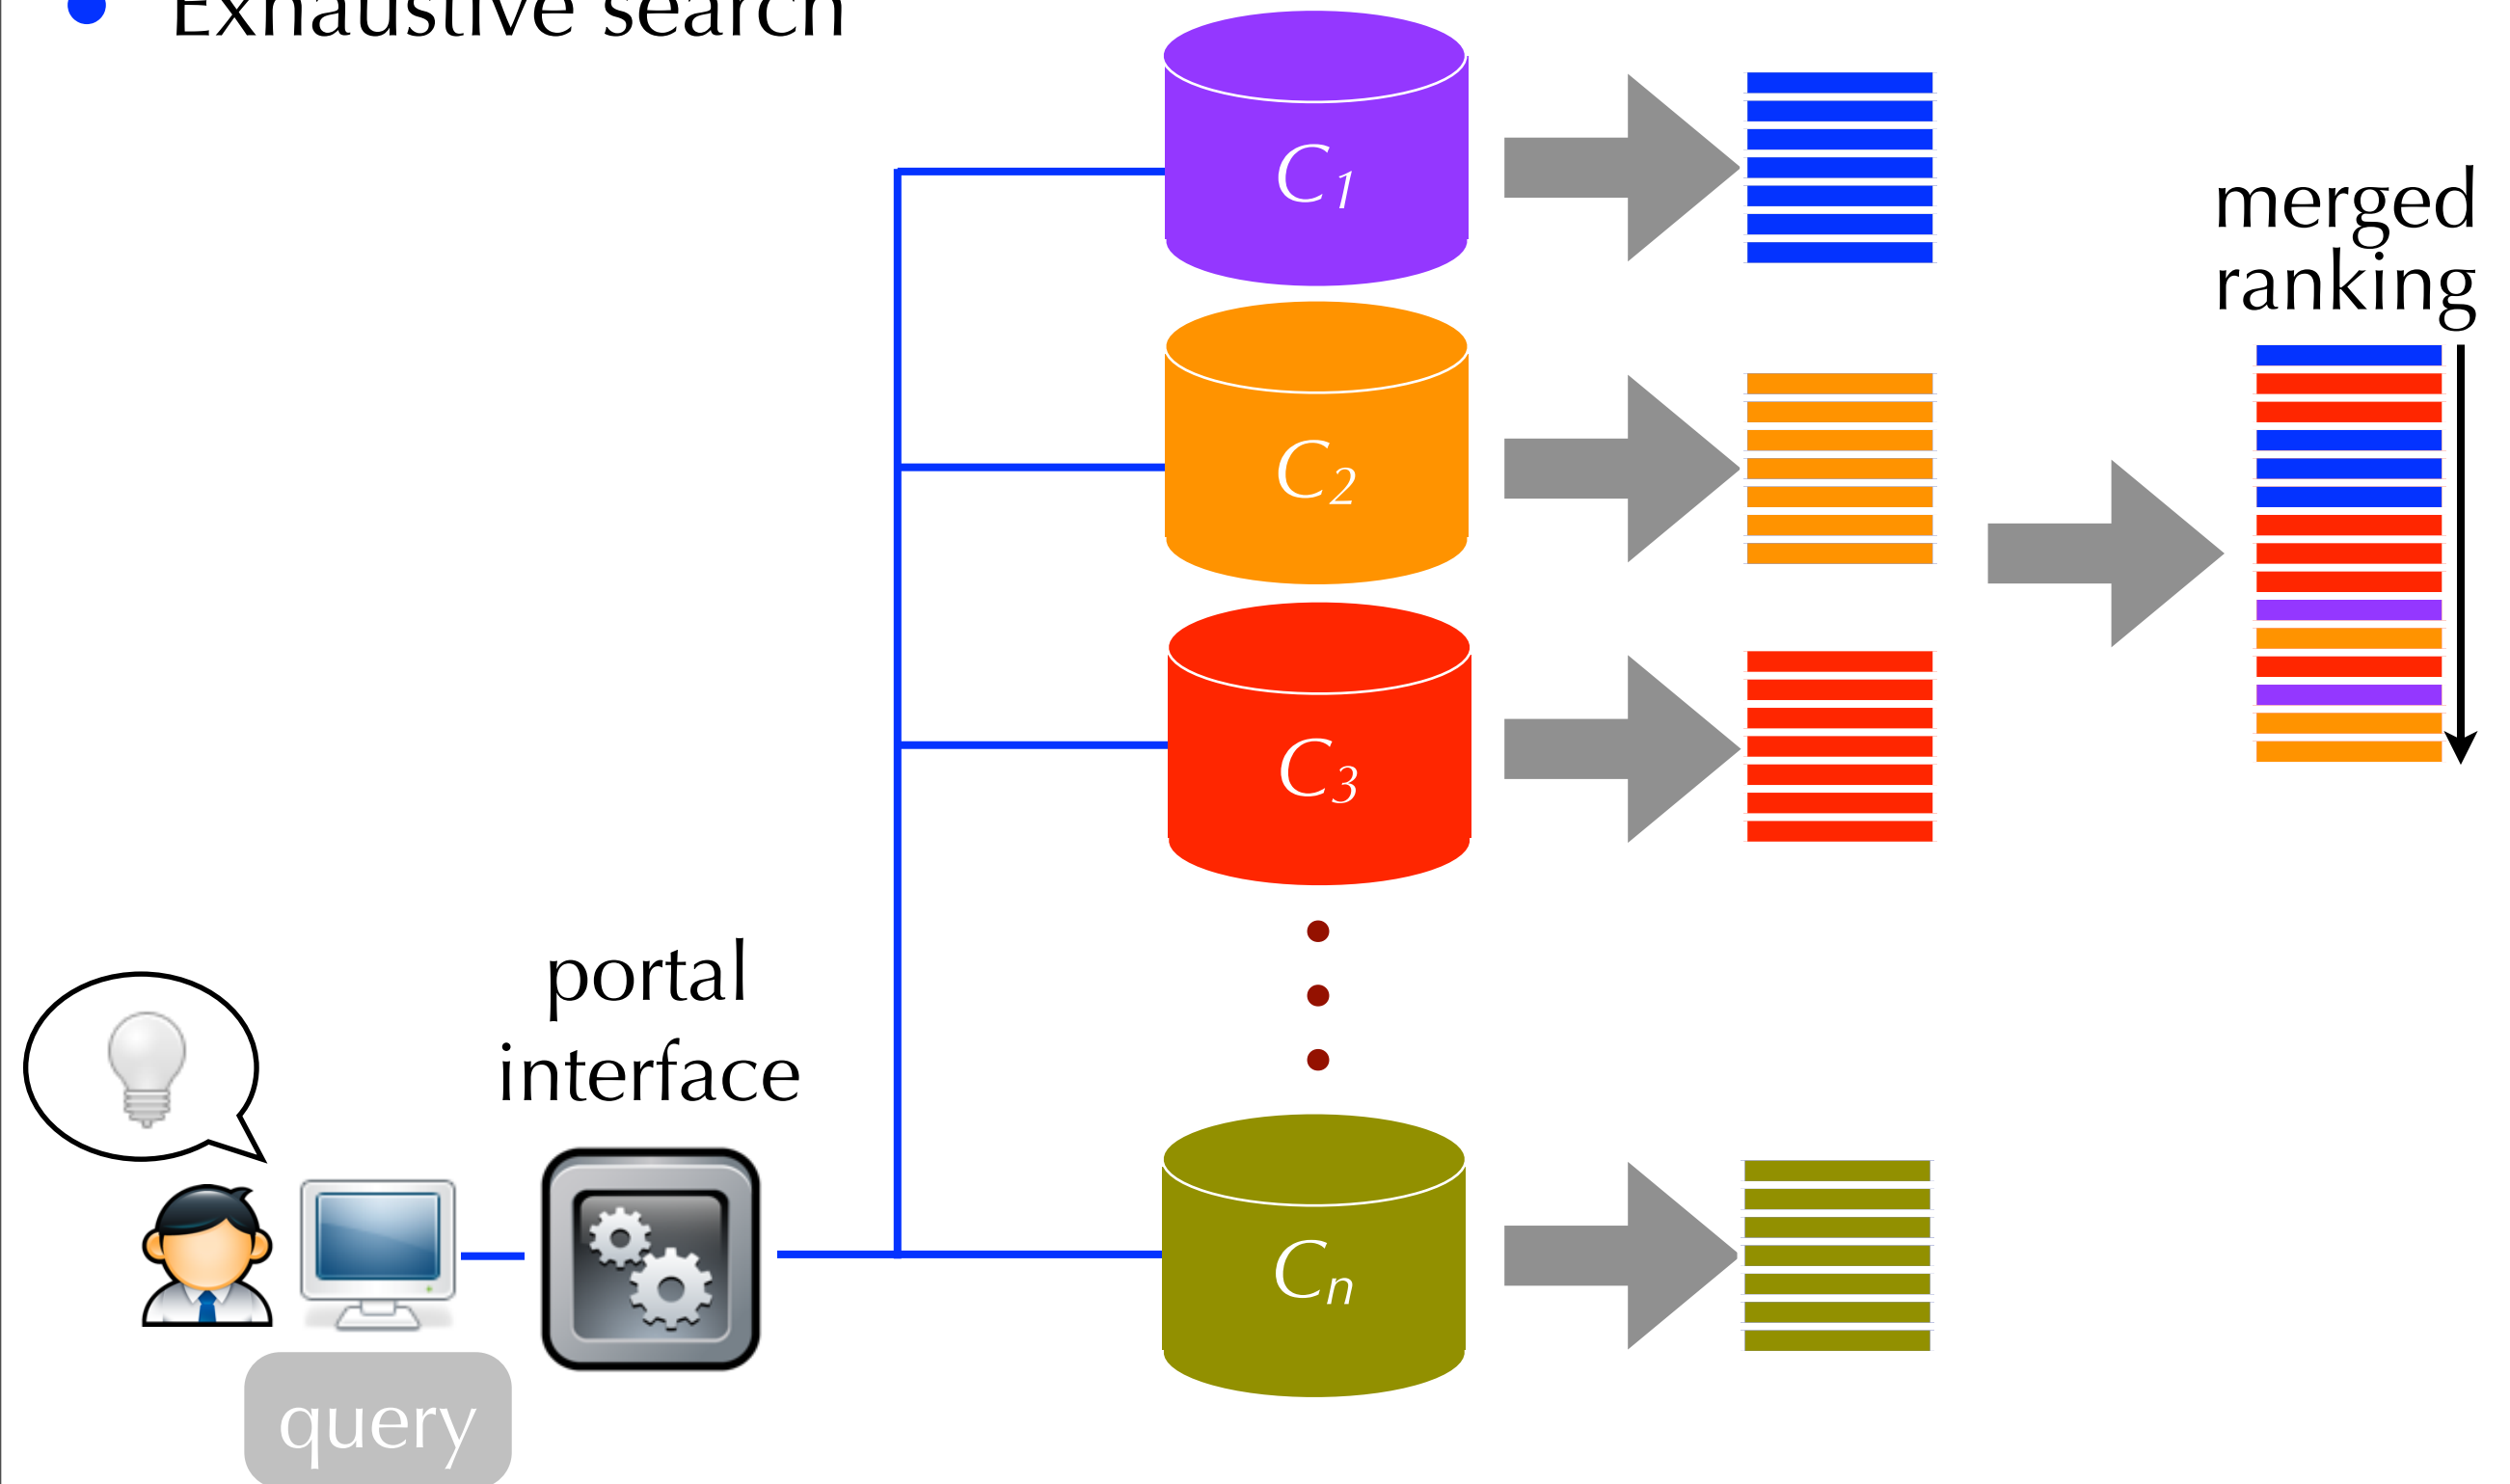 Exhaustive search
C1
merged
ranking
C2
C3
portal
interface
Cn
query